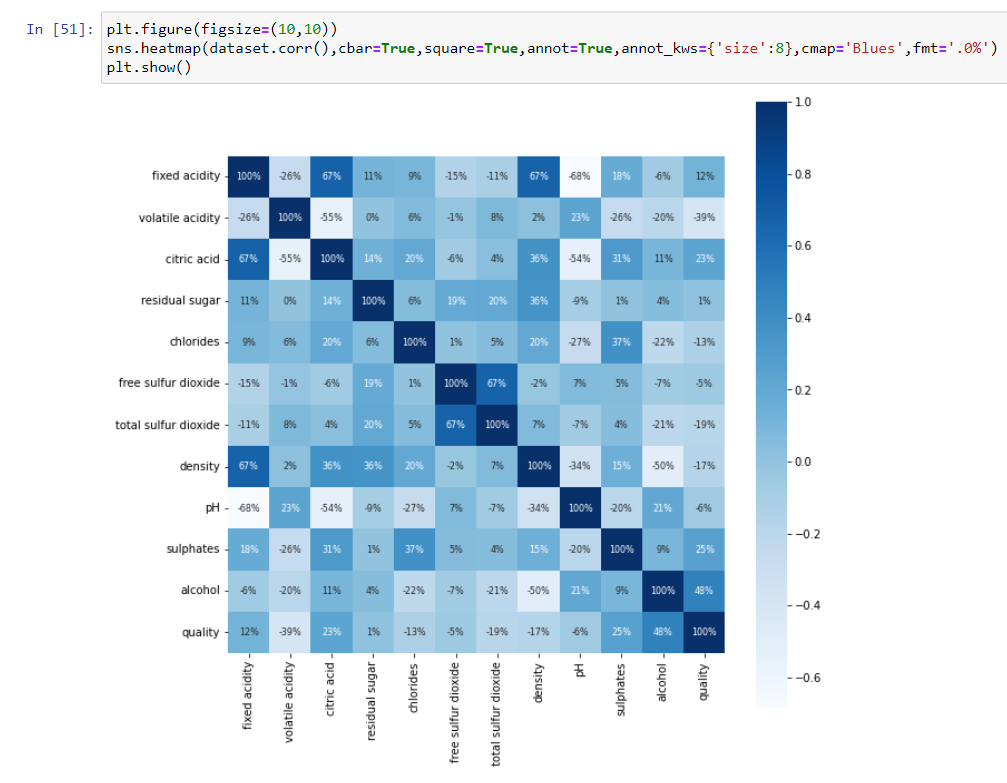 In [51]: plt.figure(figsize=(10,10))
sns.heatmap(dataset.corr(),cbar=True,square=True,annot=True,annot_kws={'size':8},cmap='Blues',fmt='.0%')
plt.show()
fixed acidity 100% -26% 67% 11% 9% -15% -11% 67% -68% 18% -6% 12%
volatile acidity -26% 100% -55% 0% 6% -1% 8% 2% 23% -26% -20% -39%
citric acid 67% -55% 100% 14% 20% -6% 4% 36% -54% 31% 11% 23%
residual sugar 11% 0% 14% 100% 6% 19% 20% 36% -9% 1% 4% 1%
chlorides 9% 6% 20% 6% 100% 1% 5% 20% -27% 37% -22% -13%
free sulfur dioxide -15% -1% -6% 19% 1% 100% 67% -2% 7% 5% -7% -5%
total sulfur dioxide -11% 8% 4% 20% 5% 67% 100% 7% -7% 4% -21% -19%
density 67% 2% 36% 36% 20% -2% 7% 100% -34% 15% -50% -17%
pH -68% 23% -54% -9% -27% 7% -7% -34% 100% -20% 21% -6%
sulphates 18% -26% 31% 1% 37% 5% 4% 15% -20% 100% 9% 25%
alcohol -6% -20% 11% 4% -22% -7% -21% -50% 21% 9% 100% 48%
quality 12% -39% 23% 1% -13% -5% -19% -17% -6% 25% 48% 100%
fixed acidity
volatile acidity
citric acid
residual sugar
chlorides
free sulfur dioxide
total sulfur dioxide
density
pH
sulphates
alcohol
quality
1.0
0.8
0.6
0.4
0.2
0.0
−0.2
−0.4
−0.6